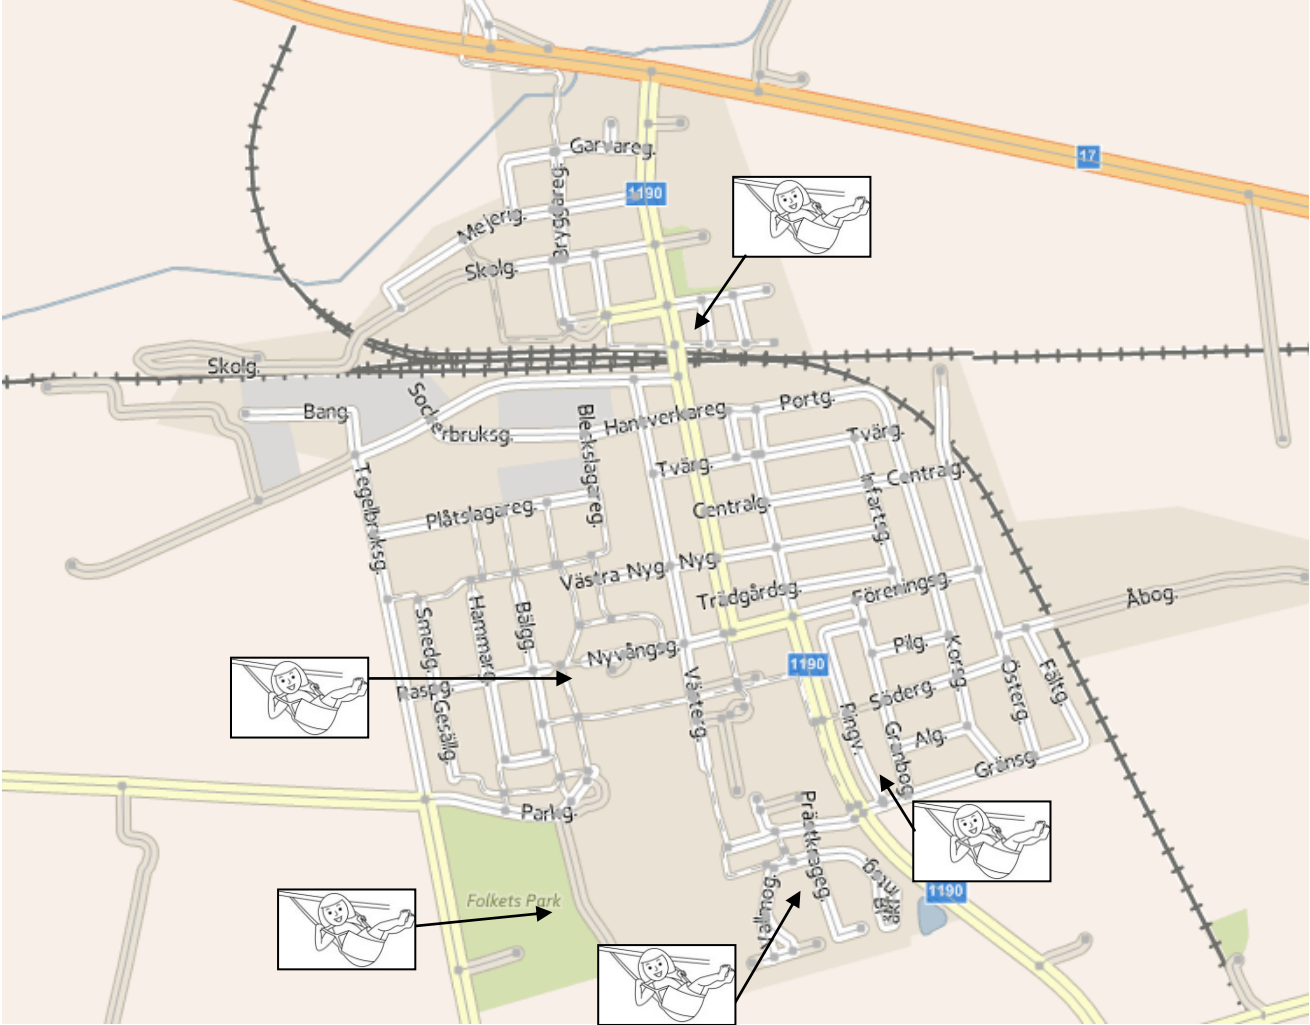 17
Garvareg.
Bryggareg.
1190
Mejerig.
Skolg.
Skolg.
Bang.
Sockerbruksg.
Bleckslagareg.
Hantverkareg.
Portg.
Tvärg.
Tvärg.
Infartsg.
Centralg.
Centralg.
Tegelbruksg.
Plåtslagareg.
Västra Nyg.
Nyg.
Trädgårdsg.
Föreningsg.
Åbog.
Smedg.
Hammarg.
Bälgg.
Nyvångsg.
Pilg.
Korsg.
1190
Raspg.
Gesällg.
Västerg.
Söderg.
Österg.
Fältg.
Ringv.
Granbog.
Alg.
Gränsg.
Parkg.
Prästkrageg.
Vallmog.
1190
Folkets Park